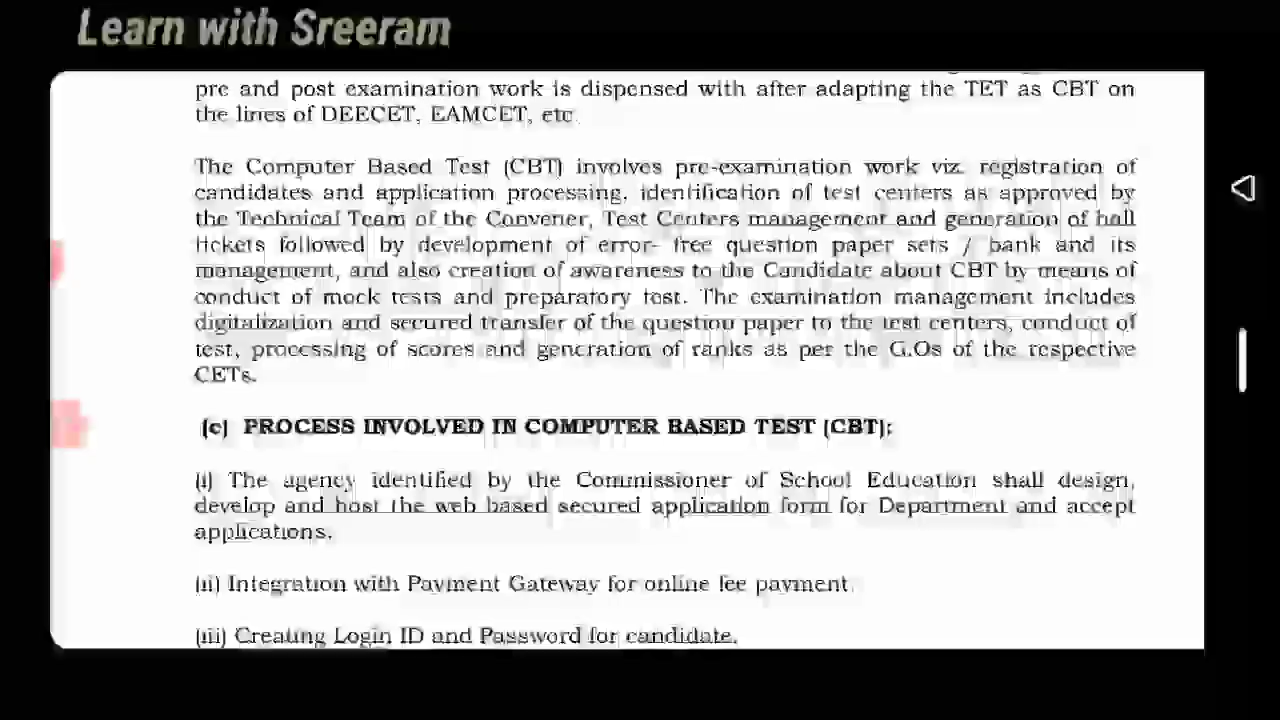 Learn with Sreeram
pre and post examination work is dispensed with after adapting the TET as CBT on
the lines of DEECET, EAMCET, etc
The Computer Based Test (CBT) involves pre-examination work viz. registration of
candidates and application processing, identification of test centers as approved by
the Technical Team of the Convener, Test Centers management and generation of hall
tickets followed by development of error- free question paper sets / bank and its
management, and also creation of awareness to the Candidate about CBT by means of
conduct of mock tests and preparatory test. The examination management includes
digitalization and secured transfer of the question paper to the test centers, conduct of
test, processing of scores and generation of ranks as per the G.Os of the respective
CETs.
(c) PROCESS INVOLVED IN COMPUTER BASED TEST (CBT):
(i) The agency identified by the Commissioner of School Education shall design,
develop and host the web based secured application form for Department and accept
applications.
(ii) Integration with Payment Gateway for online fee payment.
(iii) Creating Login ID and Password for candidate.